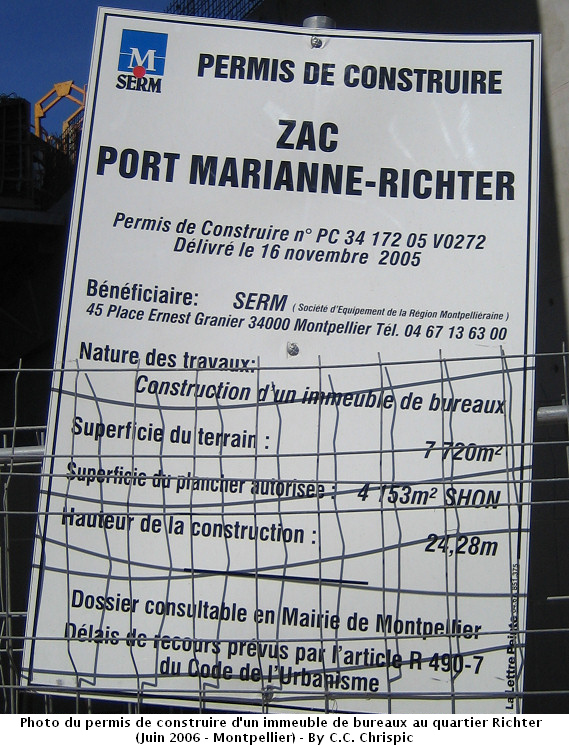 M
SERM
PERMIS DE CONSTRUIRE
ZAC
PORT MARIANNE-RICHTER
Permis de Construire n° PC 34 172 05 V0272
Délivré le 16 novembre 2005
Bénéficiaire: SERM ( Société d'Equipement de la Région Montpelliéraine )
45 Place Ernest Granier 34000 Montpellier Tél. 04 67 13 63 00
Nature des travaux:
Construction d'un immeuble de bureaux
Superficie du terrain : 7 720m²
Superficie du plancher autorisée : 4 153m² SHON
Hauteur de la construction : 24,28m
Dossier consultable en Mairie de Montpellier
Délais de recours prévus par l'article R 490-7
du Code de l'Urbanisme
La Lettre Peinte
Photo du permis de construire d'un immeuble de bureaux au quartier Richter
(Juin 2006 - Montpellier) - By C.C. Chrispic